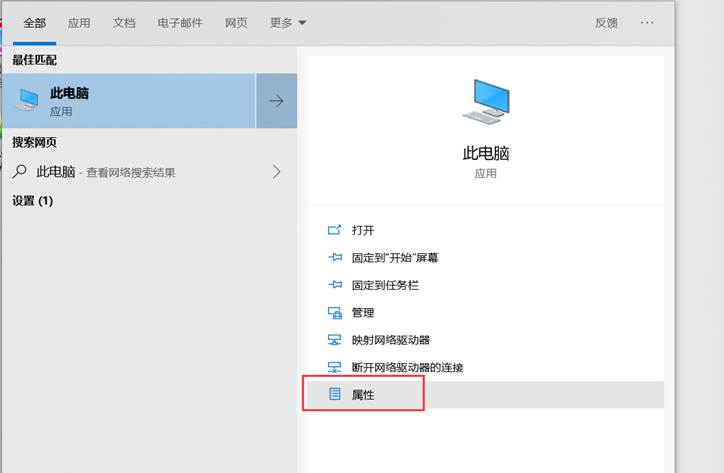 全部 应用 文档 电子邮件 网页 更多 反馈 ···
最佳匹配
此电脑
应用
搜索网页
此电脑 - 查看网络搜索结果
设置 (1)
此电脑
应用
打开
固定到"开始"屏幕
固定到任务栏
管理
映射网络驱动器
断开网络驱动器的连接
属性